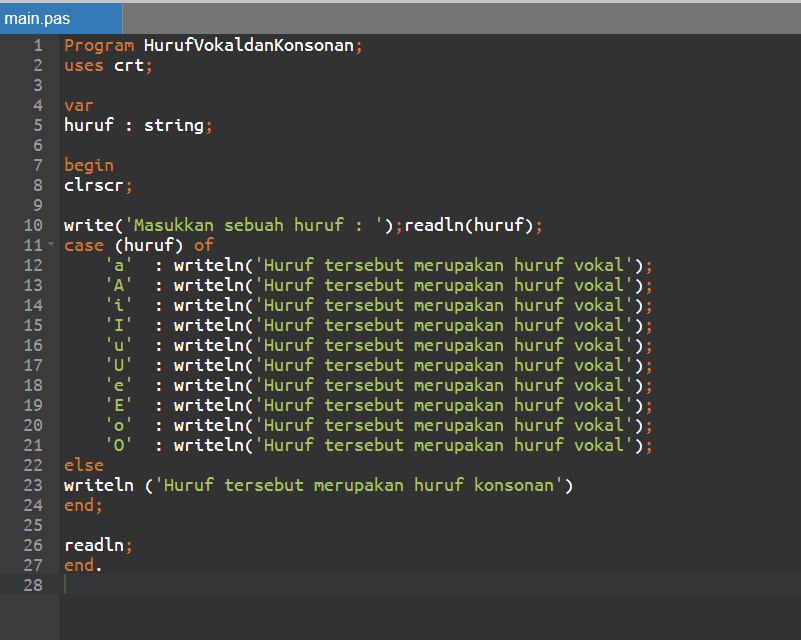 main.pas
1 Program HurufVokaldanKonsonan;
2 uses crt;
3
4 var
5 huruf : string;
6
7 begin
8 clrscr;
9
10 write('Masukkan sebuah huruf : ');readln(huruf);
11 case (huruf) of
12     'a'  : writeln('Huruf tersebut merupakan huruf vokal');
13     'A'  : writeln('Huruf tersebut merupakan huruf vokal');
14     'i'  : writeln('Huruf tersebut merupakan huruf vokal');
15     'I'  : writeln('Huruf tersebut merupakan huruf vokal');
16     'u'  : writeln('Huruf tersebut merupakan huruf vokal');
17     'U'  : writeln('Huruf tersebut merupakan huruf vokal');
18     'e'  : writeln('Huruf tersebut merupakan huruf vokal');
19     'E'  : writeln('Huruf tersebut merupakan huruf vokal');
20     'o'  : writeln('Huruf tersebut merupakan huruf vokal');
21     'O'  : writeln('Huruf tersebut merupakan huruf vokal');
22 else
23 writeln ('Huruf tersebut merupakan huruf konsonan')
24 end;
25
26 readln;
27 end.
28